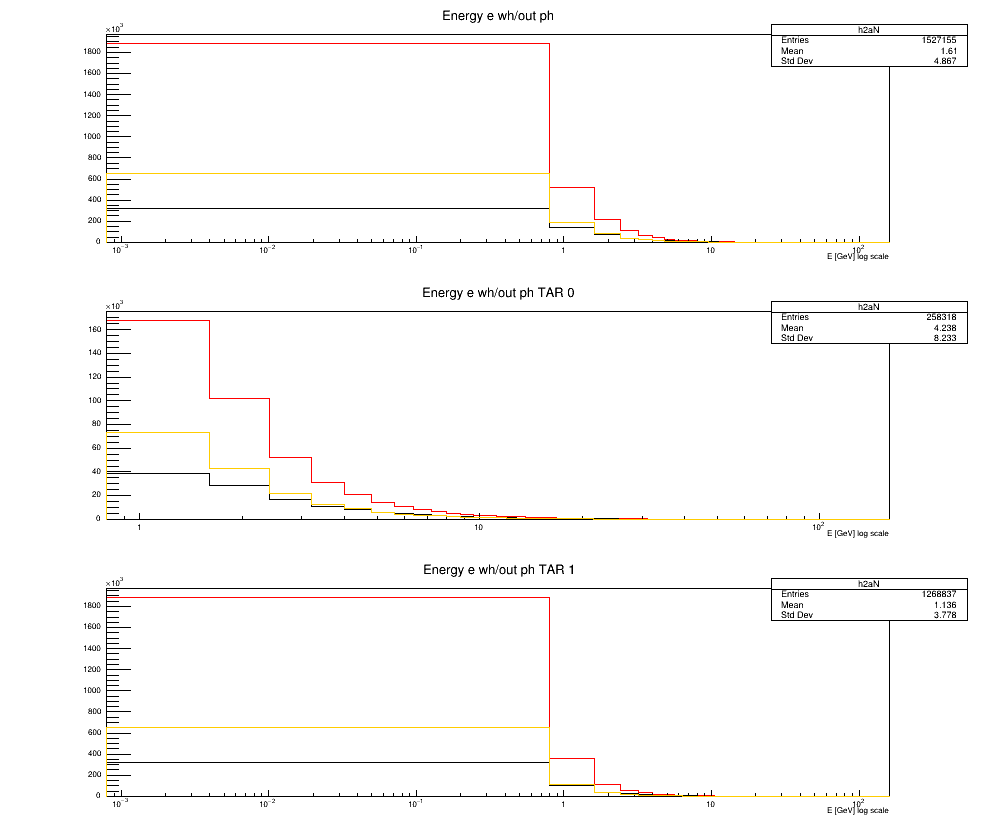 Energy e wh/out ph
×10³
h2aN
Entries 1527155
Mean 1.61
Std Dev 4.867
1800
1600
1400
1200
1000
800
600
400
200
0
10⁻³ 10⁻² 10⁻¹ 1 10 10²
E [GeV] log scale
Energy e wh/out ph TAR 0
×10³
h2aN
Entries 258318
Mean 4.238
Std Dev 8.233
160
140
120
100
80
60
40
20
0
1 10 10²
E [GeV] log scale
Energy e wh/out ph TAR 1
×10³
h2aN
Entries 1268837
Mean 1.136
Std Dev 3.778
1800
1600
1400
1200
1000
800
600
400
200
0
10⁻³ 10⁻² 10⁻¹ 1 10 10²
E [GeV] log scale